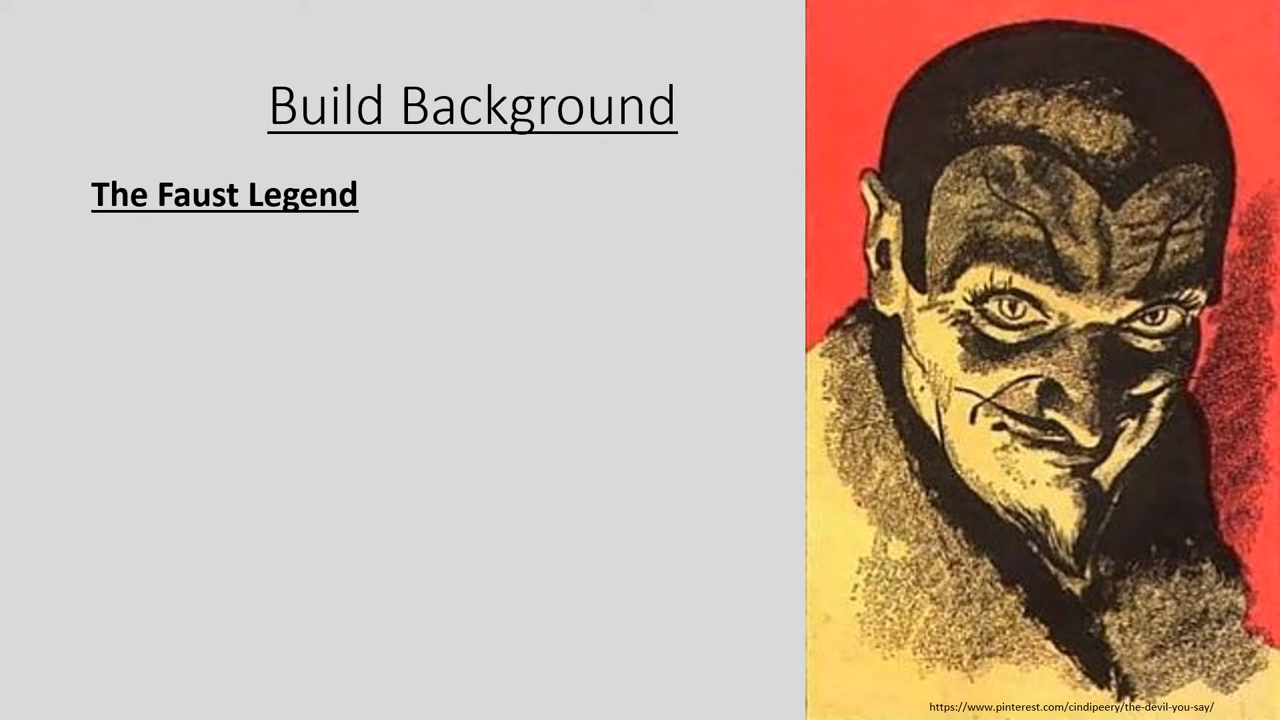 Build Background
The Faust Legend
https://www.pinterest.com/cindipeery/the-devil-you-say/